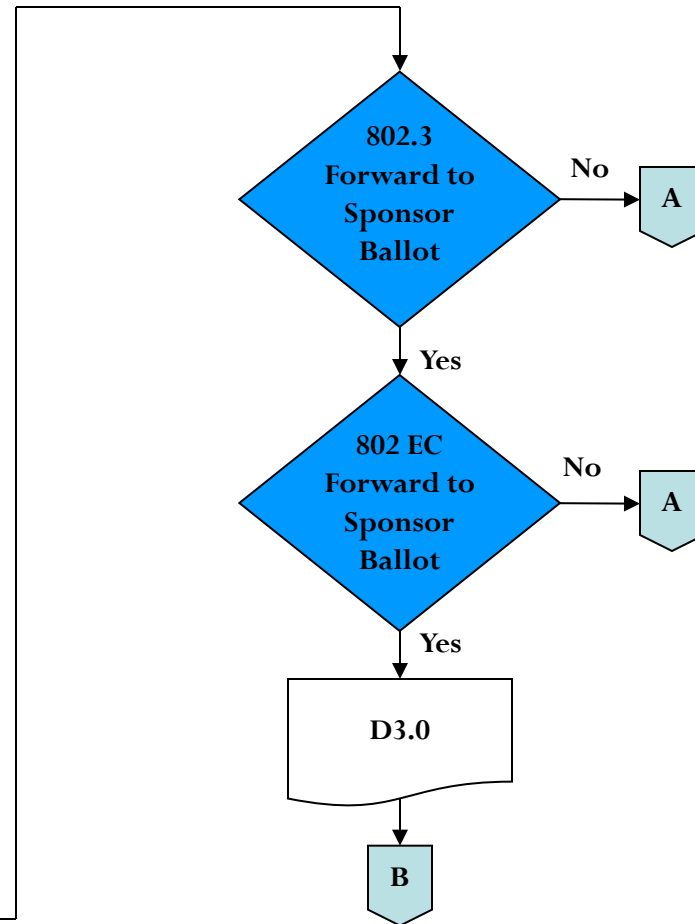 802.3
Forward to
Sponsor
Ballot
No
A
Yes
802 EC
Forward to
Sponsor
Ballot
No
A
Yes
D3.0
B